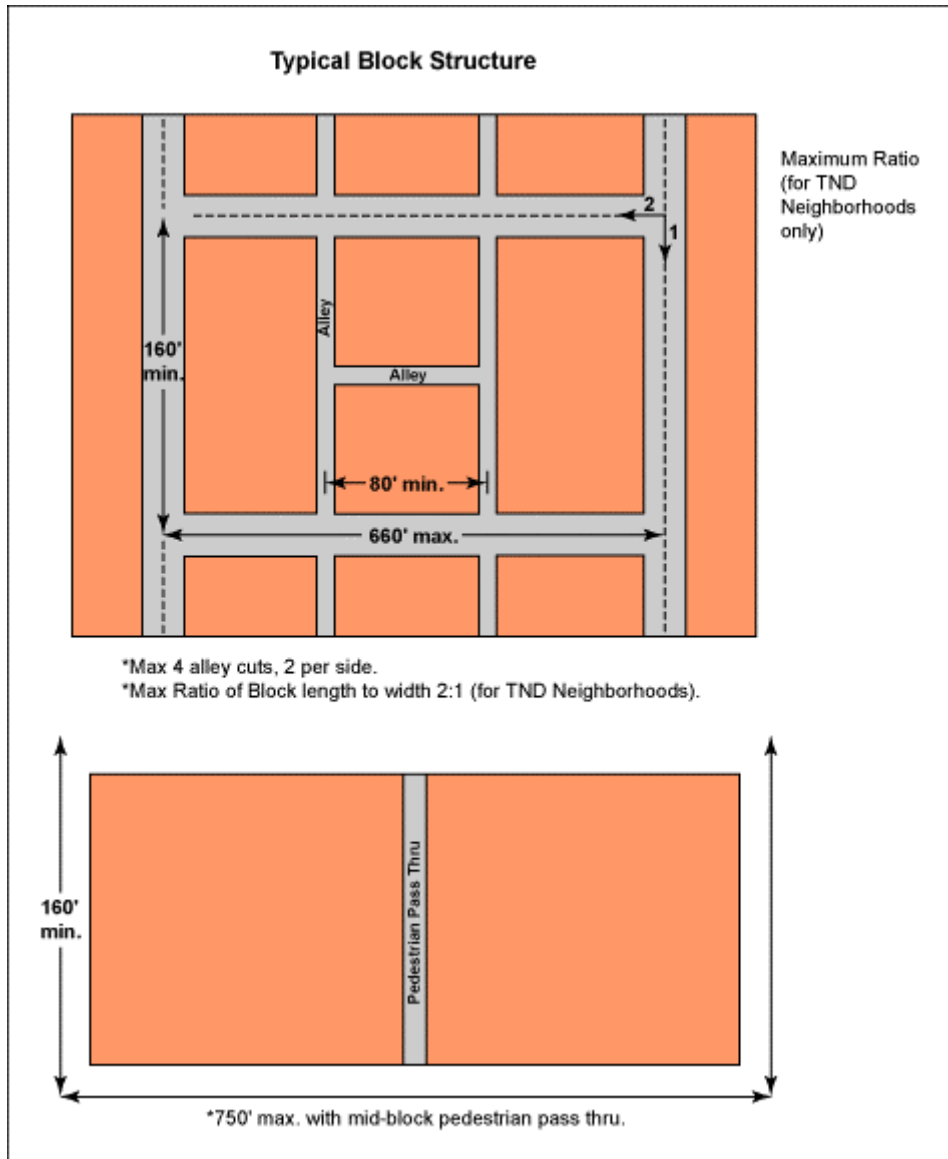 Typical Block Structure
Maximum Ratio
(for TND
Neighborhoods
only)
2
1
Alley
160'
min.
Alley
80' min.
660' max.
*Max 4 alley cuts, 2 per side.
*Max Ratio of Block length to width 2:1 (for TND Neighborhoods).
Pedestrian Pass Thru
160'
min.
*750' max. with mid-block pedestrian pass thru.